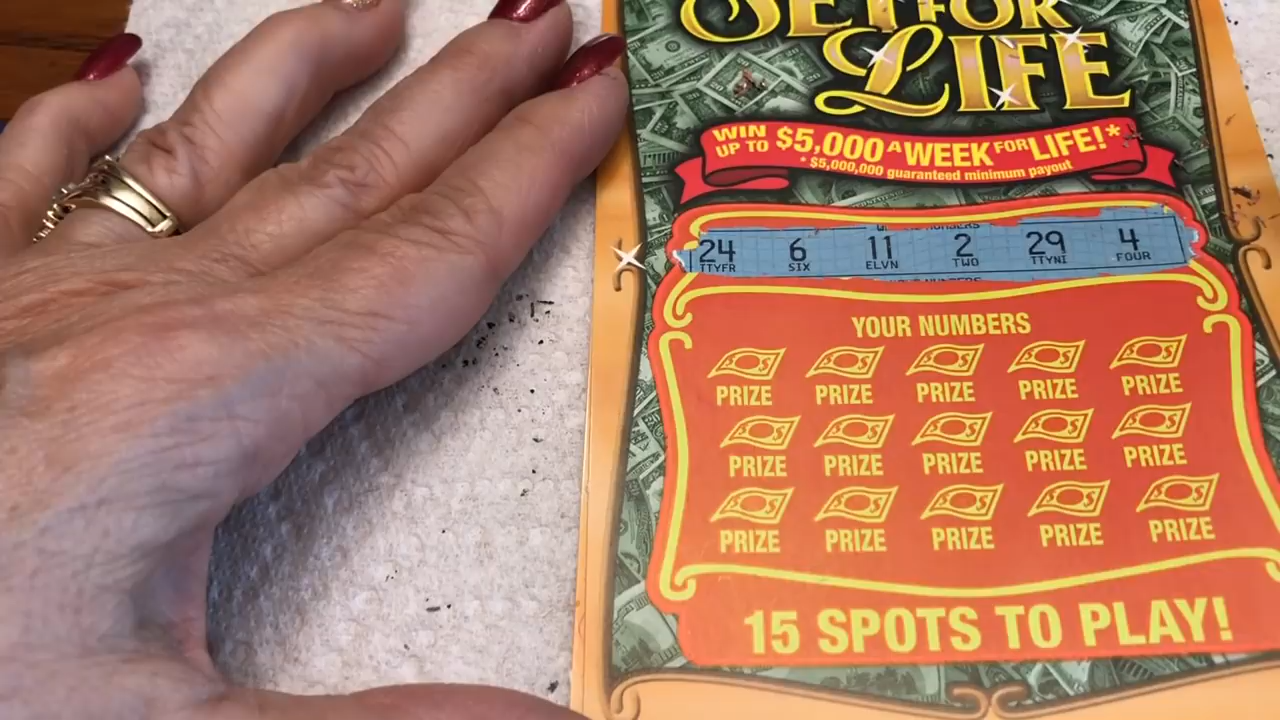 SET FOR
LIFE
WIN UP TO $5,000 A WEEK FOR LIFE!*
* $5,000,000 guaranteed minimum payout
24 6 11 2 29 4
TTYFR SIX ELVN TWO TTYNI FOUR
YOUR NUMBERS
PRIZE PRIZE PRIZE PRIZE PRIZE
PRIZE PRIZE PRIZE PRIZE PRIZE
PRIZE PRIZE PRIZE PRIZE PRIZE
15 SPOTS TO PLAY!